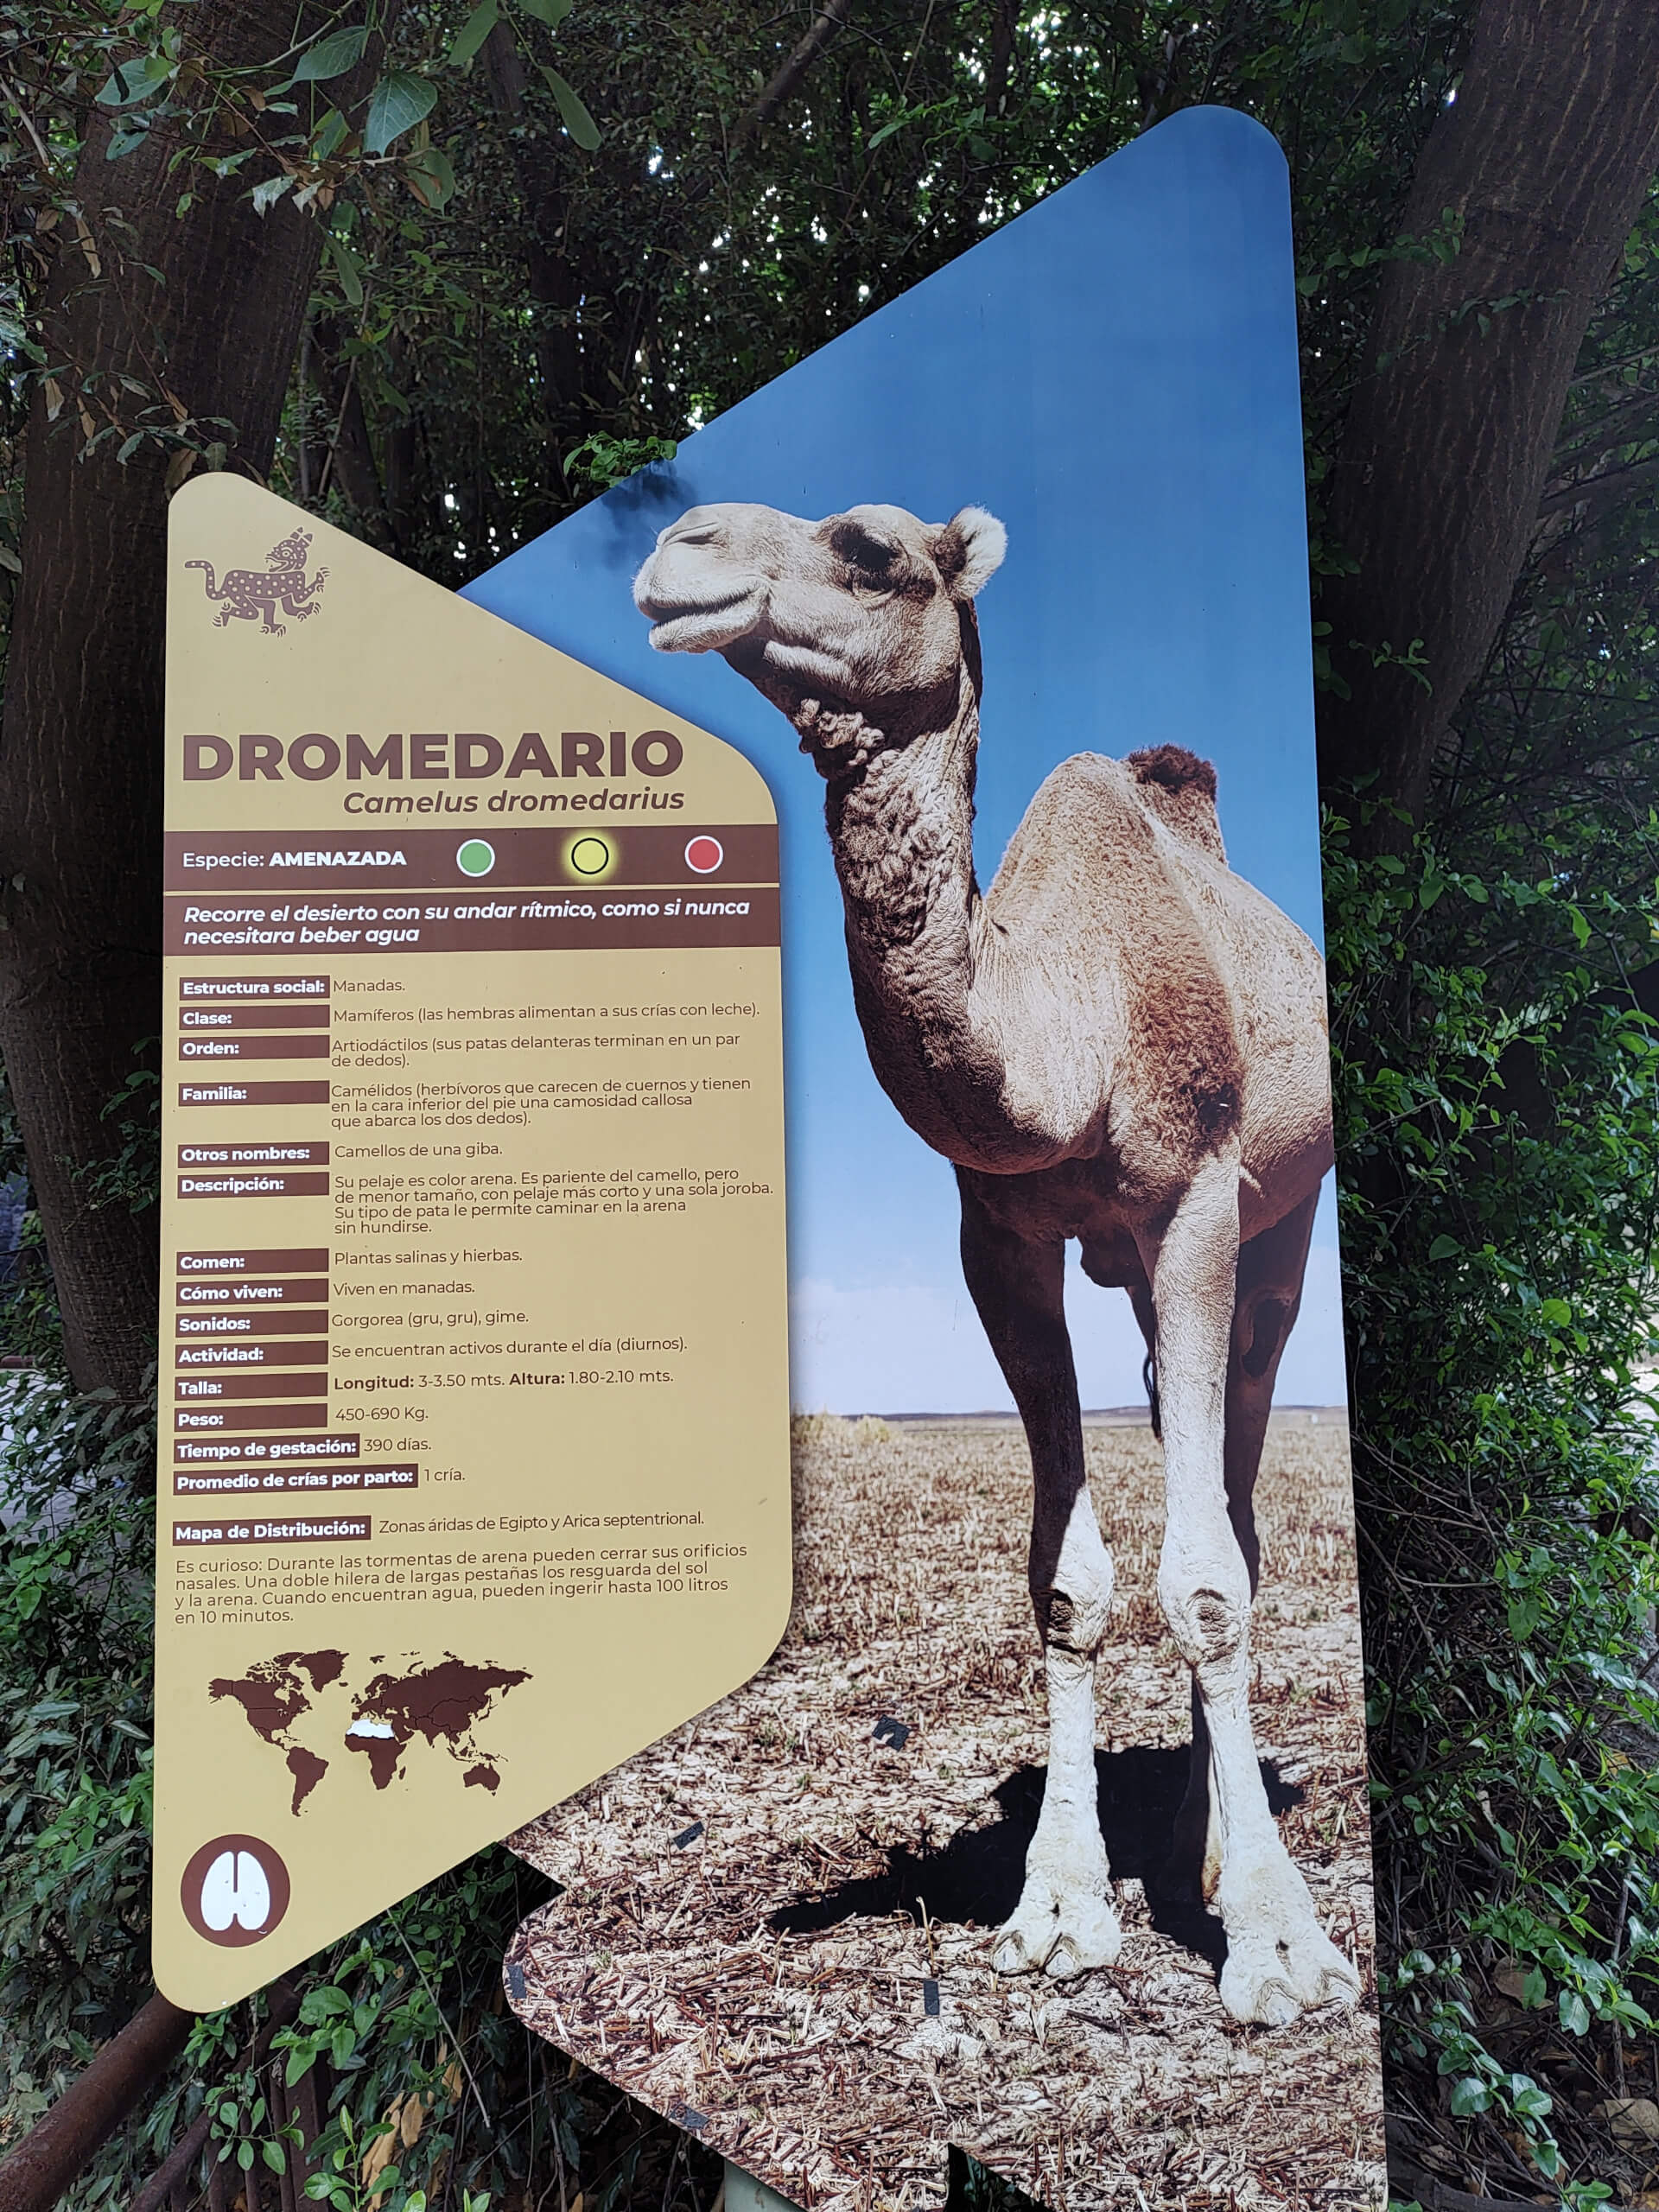 DROMEDARIO
Camelus dromedarius
Especie: AMENAZADA
Recorre el desierto con su andar rítmico, como si nunca
necesitara beber agua
Estructura social: Manadas.
Clase: Mamíferos (las hembras alimentan a sus crías con leche).
Orden: Artiodáctilos (sus patas delanteras terminan en un par
de dedos).
Familia: Camélidos (herbívoros que carecen de cuernos y tienen
en la cara inferior del pie una camosidad callosa
que abarca los dos dedos).
Otros nombres: Camellos de una giba.
Descripción: Su pelaje es color arena. Es pariente del camello, pero
de menor tamaño, con pelaje más corto y una sola joroba.
Su tipo de pata le permite caminar en la arena
sin hundirse.
Comen: Plantas salinas y hierbas.
Cómo viven: Viven en manadas.
Sonidos: Gorgorea (gru, gru), gime.
Actividad: Se encuentran activos durante el día (diurnos).
Talla: Longitud: 3-3.50 mts. Altura: 1.80-2.10 mts.
Peso: 450-690 Kg.
Tiempo de gestación: 390 días.
Promedio de crías por parto: 1 cría.
Mapa de Distribución: Zonas áridas de Egipto y Arica septentrional.
Es curioso: Durante las tormentas de arena pueden cerrar sus orificios
nasales. Una doble hilera de largas pestañas los resguarda del sol
y la arena. Cuando encuentran agua, pueden ingerir hasta 100 litros
en 10 minutos.